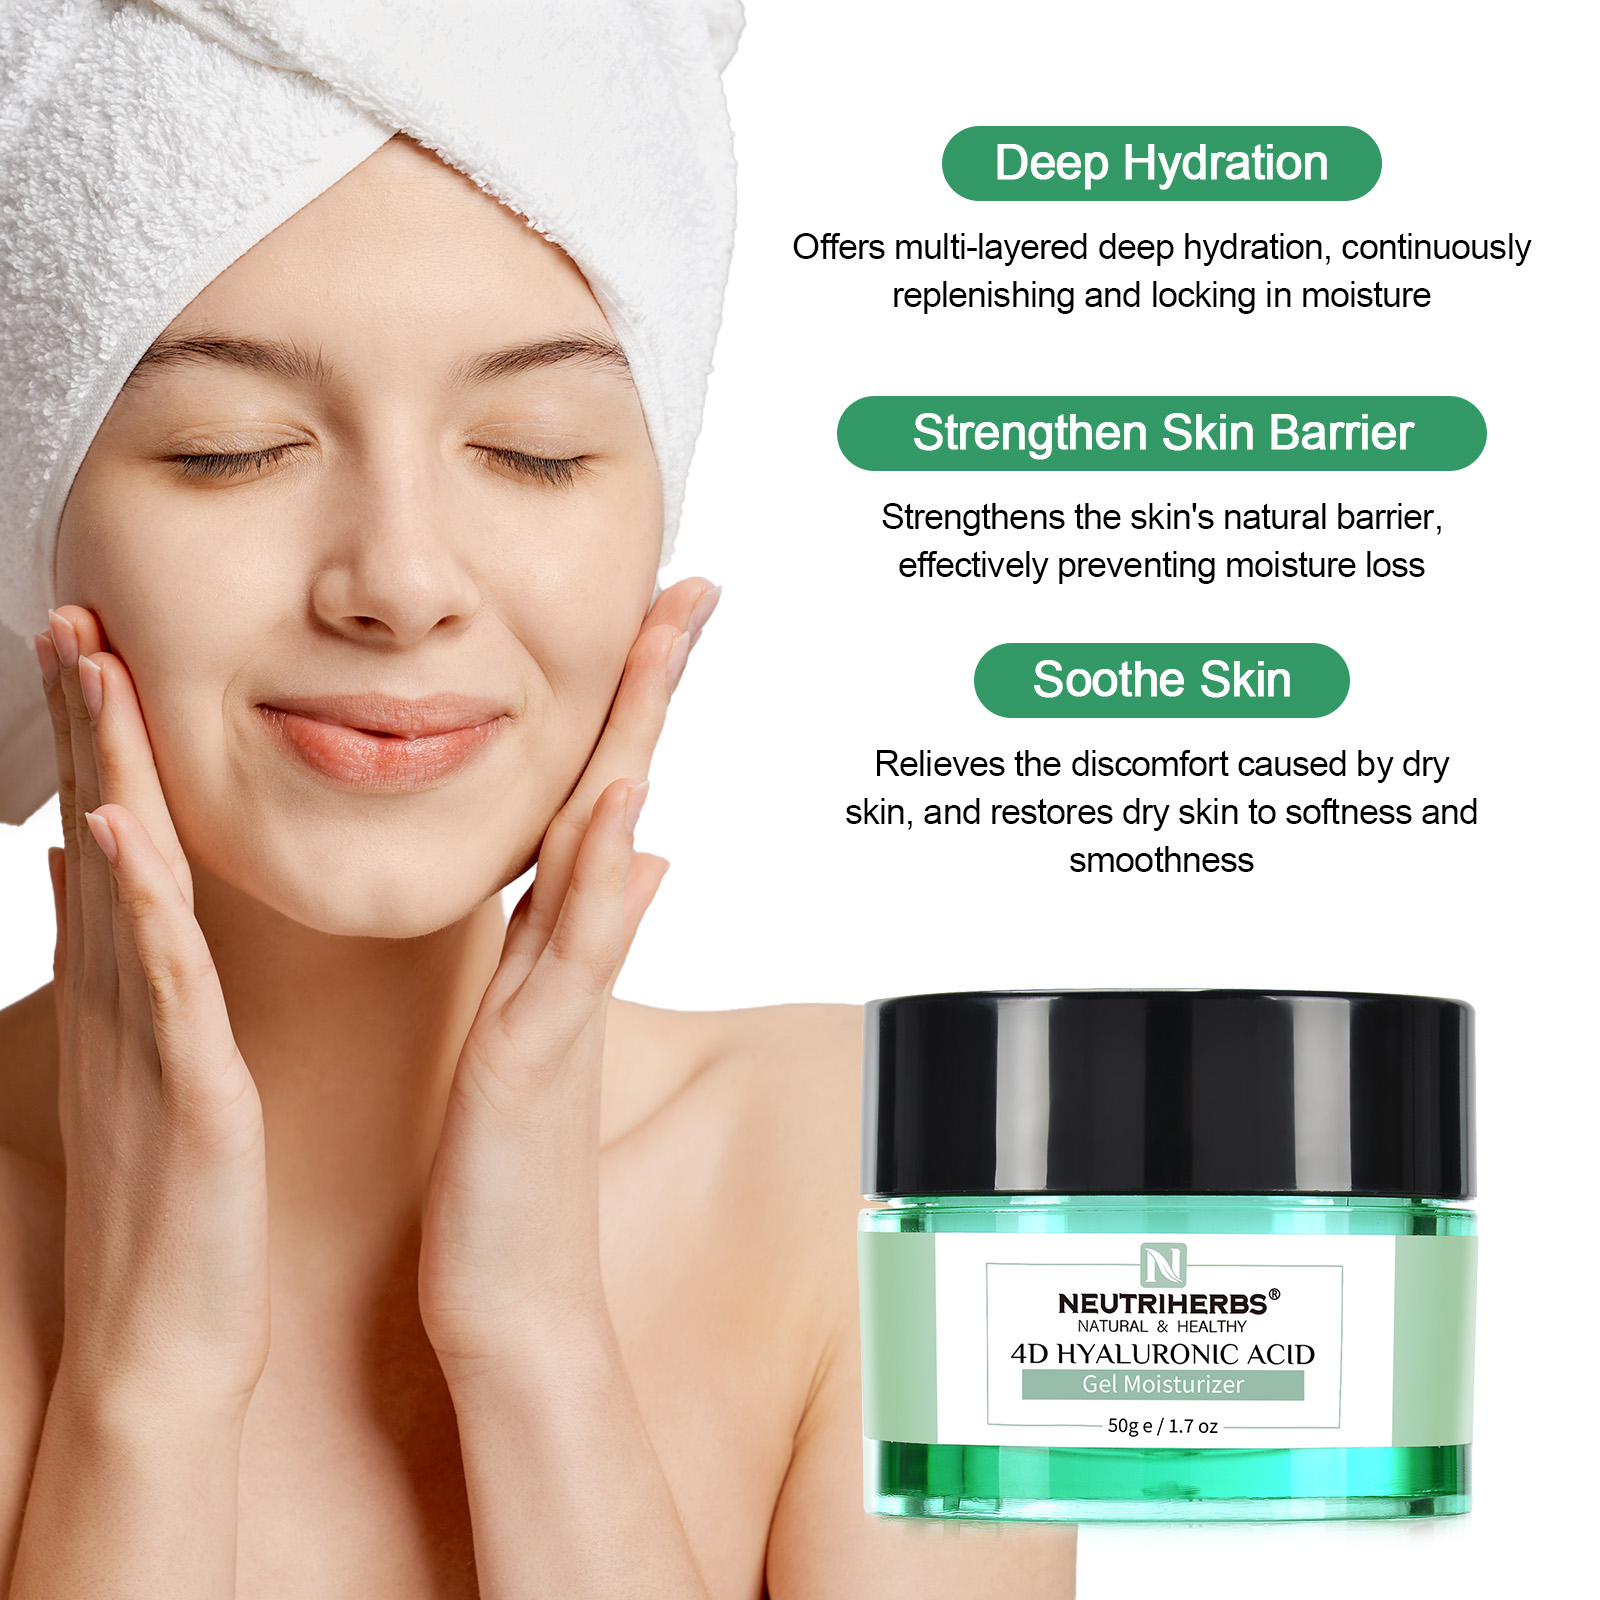 Deep Hydration
Offers multi-layered deep hydration, continuously
replenishing and locking in moisture
Strengthen Skin Barrier
Strengthens the skin's natural barrier,
effectively preventing moisture loss
Soothe Skin
Relieves the discomfort caused by dry
skin, and restores dry skin to softness and
smoothness
N
NEUTRIHERBS®
NATURAL & HEALTHY
4D HYALURONIC ACID
Gel Moisturizer
50g e / 1.7 oz